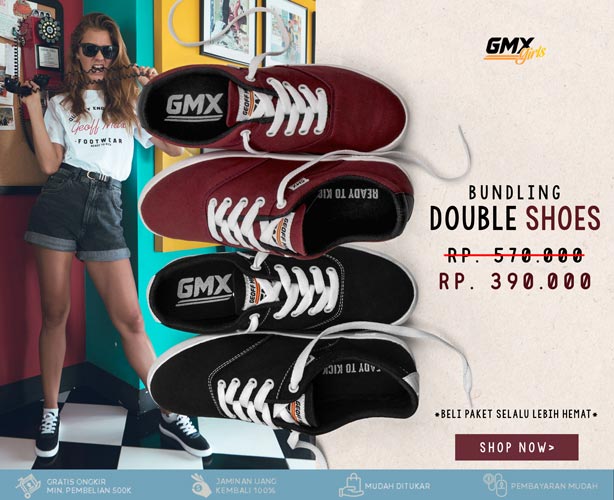 GMX
Girls
GMX
READY TO KICK
GMX
READY TO KICK
Geoff Max
FOOTWEAR
BUNDLING
DOUBLE SHOES
RP. 570.000
RP. 390.000
*BELI PAKET SELALU LEBIH HEMAT*
SHOP NOW>
GRATIS ONGKIR
MIN. PEMBELIAN 500K
JAMINAN UANG
KEMBALI 100%
MUDAH DITUKAR
PEMBAYARAN MUDAH